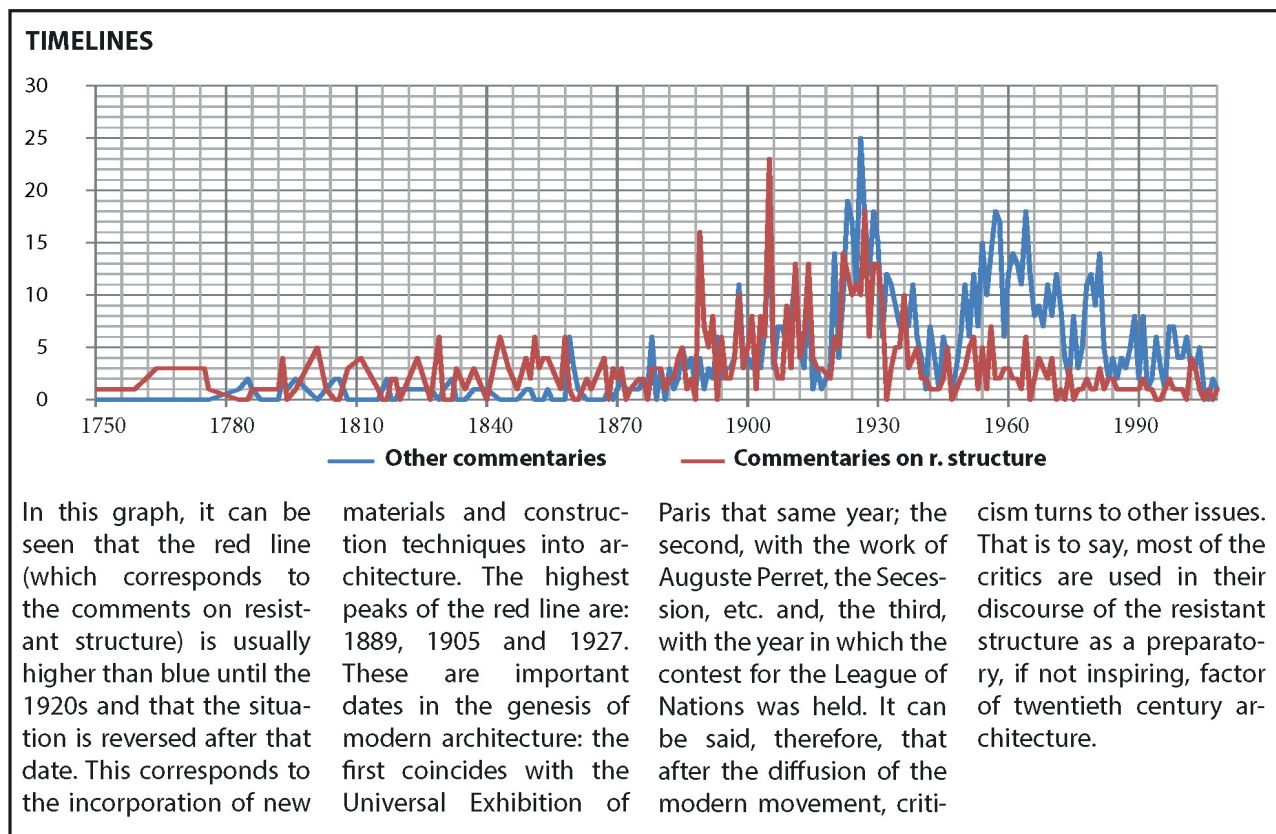 TIMELINES
30
25
20
15
10
5
0
1750 1780 1810 1840 1870 1900 1930 1960 1990
Other commentaries Commentaries on r. structure
In this graph, it can be
seen that the red line
(which corresponds to
the comments on resist-
ant structure) is usually
higher than blue until the
1920s and that the situa-
tion is reversed after that
date. This corresponds to
the incorporation of new
materials and construc-
tion techniques into ar-
chitecture. The highest
peaks of the red line are:
1889, 1905 and 1927.
These are important
dates in the genesis of
modern architecture: the
first coincides with the
Universal Exhibition of
Paris that same year; the
second, with the work of
Auguste Perret, the Seces-
sion, etc. and, the third,
with the year in which the
contest for the League of
Nations was held. It can
be said, therefore, that
after the diffusion of the
modern movement, criti-
cism turns to other issues.
That is to say, most of the
critics are used in their
discourse of the resistant
structure as a preparato-
ry, if not inspiring, factor
of twentieth century ar-
chitecture.